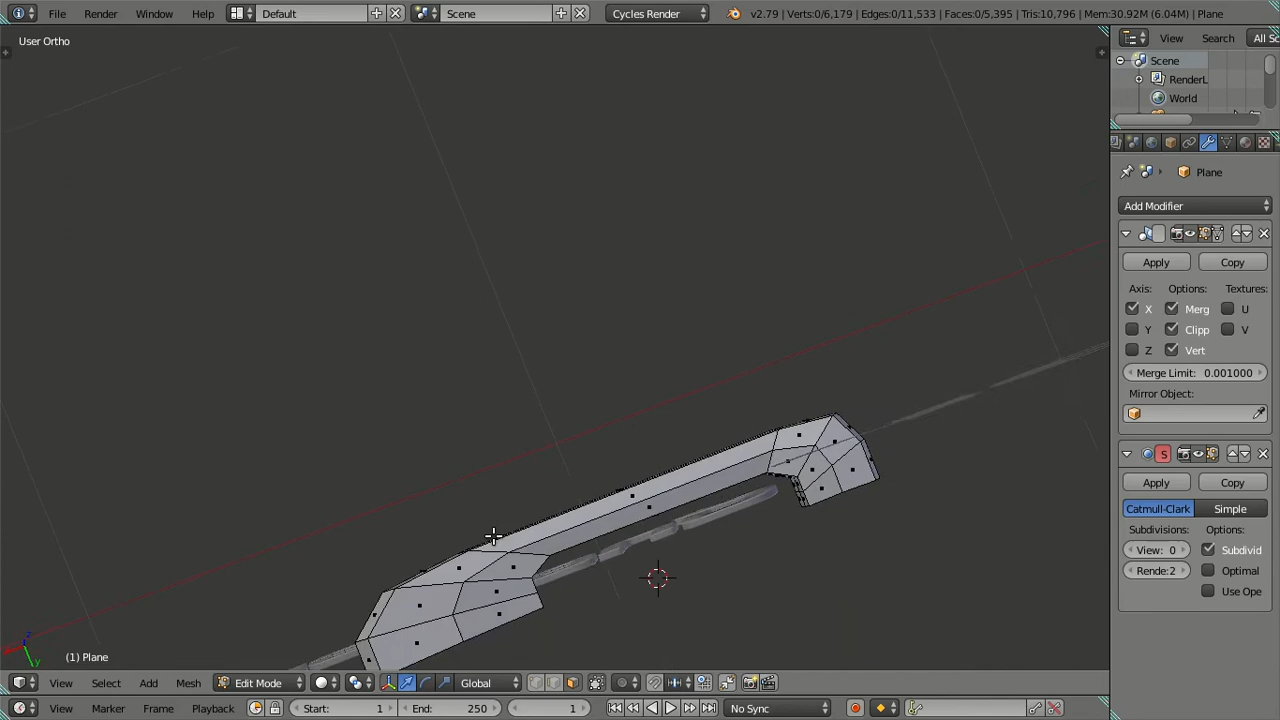 File Render Window Help Default Scene Cycles Render v2.79 | Verts:0/6,179 | Edges:0/11,533 | Faces:0/5,395 | Tris:10,796 | Mem:30.92M (6.04M) | Plane
User Ortho
View Search All Sc
Scene
RenderL
World
Plane
Add Modifier
Apply Copy
Axis: Options: Textures:
X Merg U
Y Clipp V
Z Vert
Merge Limit: 0.001000
Mirror Object:
S
Apply Copy
Catmull-Clark Simple
Subdivisions: Options:
View: 0 Subdivid
Rende: 2 Optimal
Use Ope
z
y
(1) Plane
View Select Add Mesh Edit Mode Global
View Marker Frame Playback Start: 1 End: 250 1 No Sync